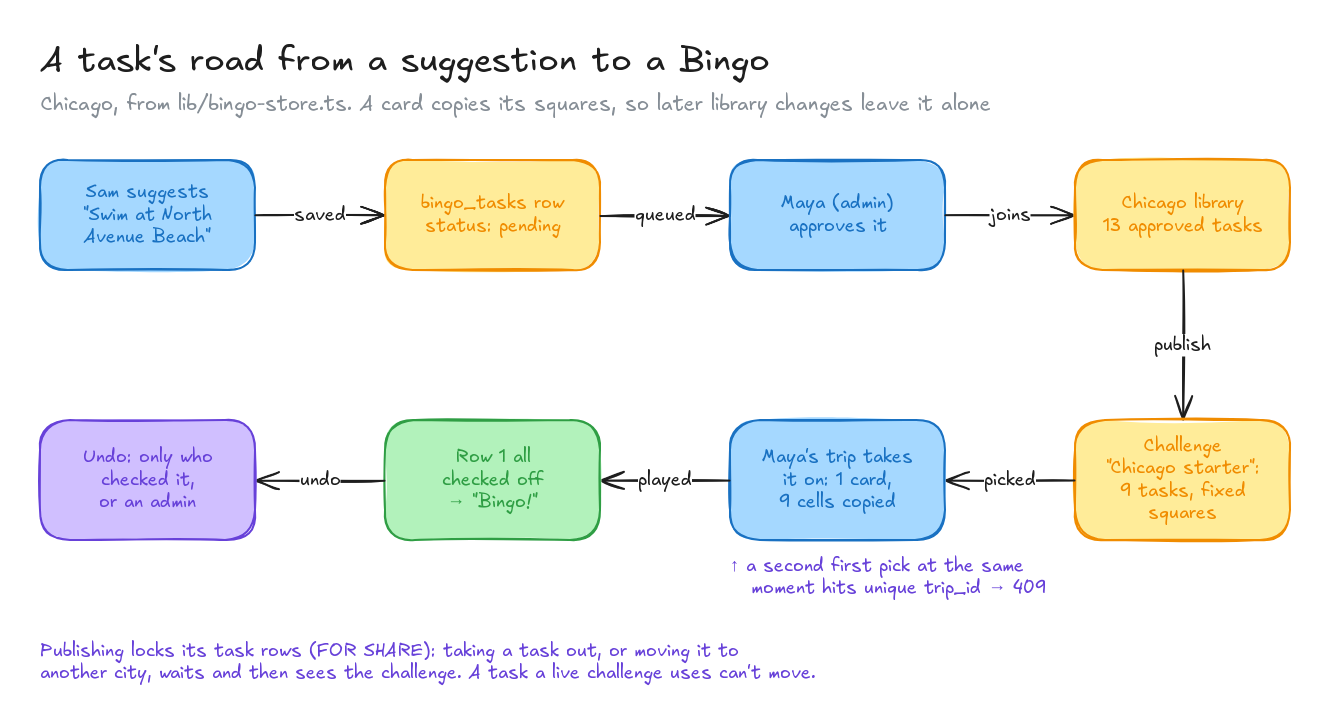 A task's road from a suggestion to a Bingo
Chicago, from lib/bingo-store.ts. A card copies its squares, so later library changes leave it alone
Sam suggests
"Swim at North
Avenue Beach"
saved
bingo_tasks row
status: pending
queued
Maya (admin)
approves it
joins
Chicago library
13 approved tasks
publish
Challenge
"Chicago starter":
9 tasks, fixed
squares
picked
Maya's trip takes
it on: 1 card,
9 cells copied
played
Row 1 all
checked off
→ "Bingo!"
undo
Undo: only who
checked it,
or an admin
↑ a second first pick at the same
moment hits unique trip_id → 409
Publishing locks its task rows (FOR SHARE): taking a task out, or moving it to
another city, waits and then sees the challenge. A task a live challenge uses can't move.